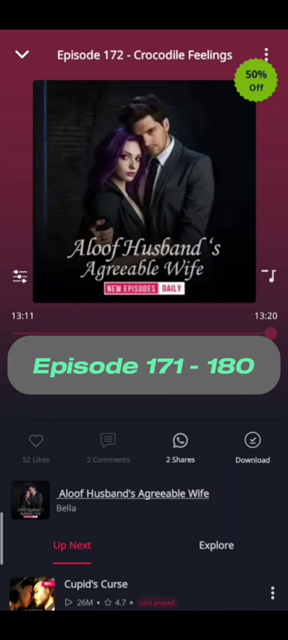 Episode 172 - Crocodile Feelings
50%
Off
Aloof Husband 's
Agreeable Wife
NEW EPISODES DAILY
13:11
13:20
Episode 171 - 180
52 Likes
2 Comments
2 Shares
Download
Aloof Husband's Agreeable Wife
Bella
Up Next
Explore
Cupid's Curse
26M • 4.7 • Last played